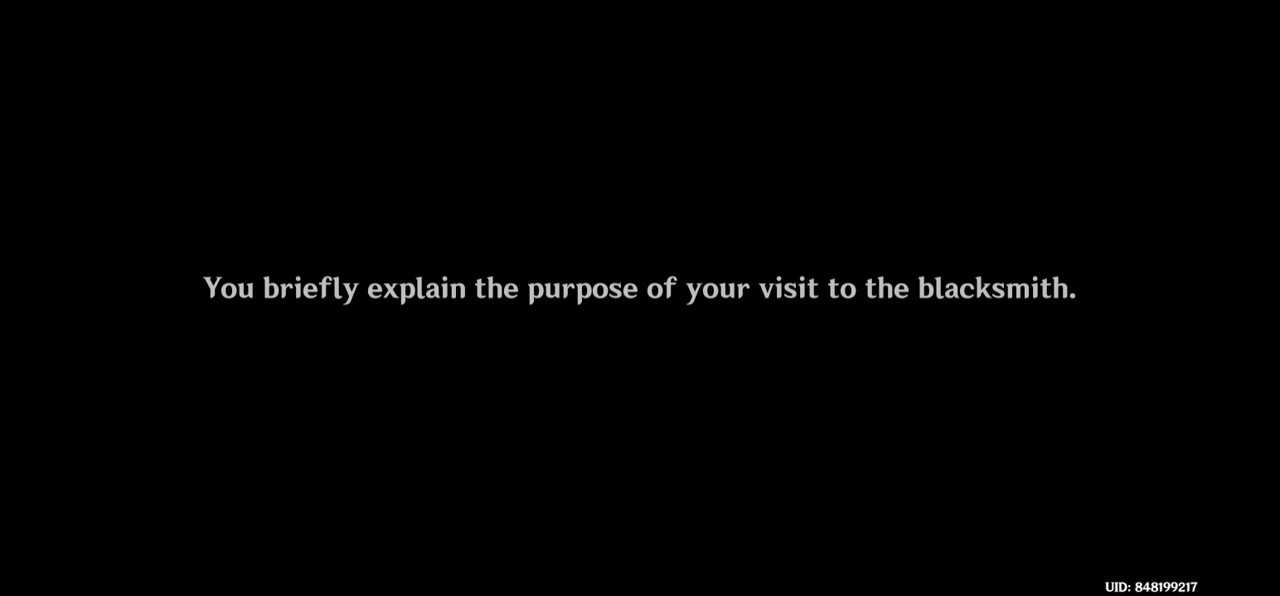 You briefly explain the purpose of your visit to the blacksmith.
UID: 848199217